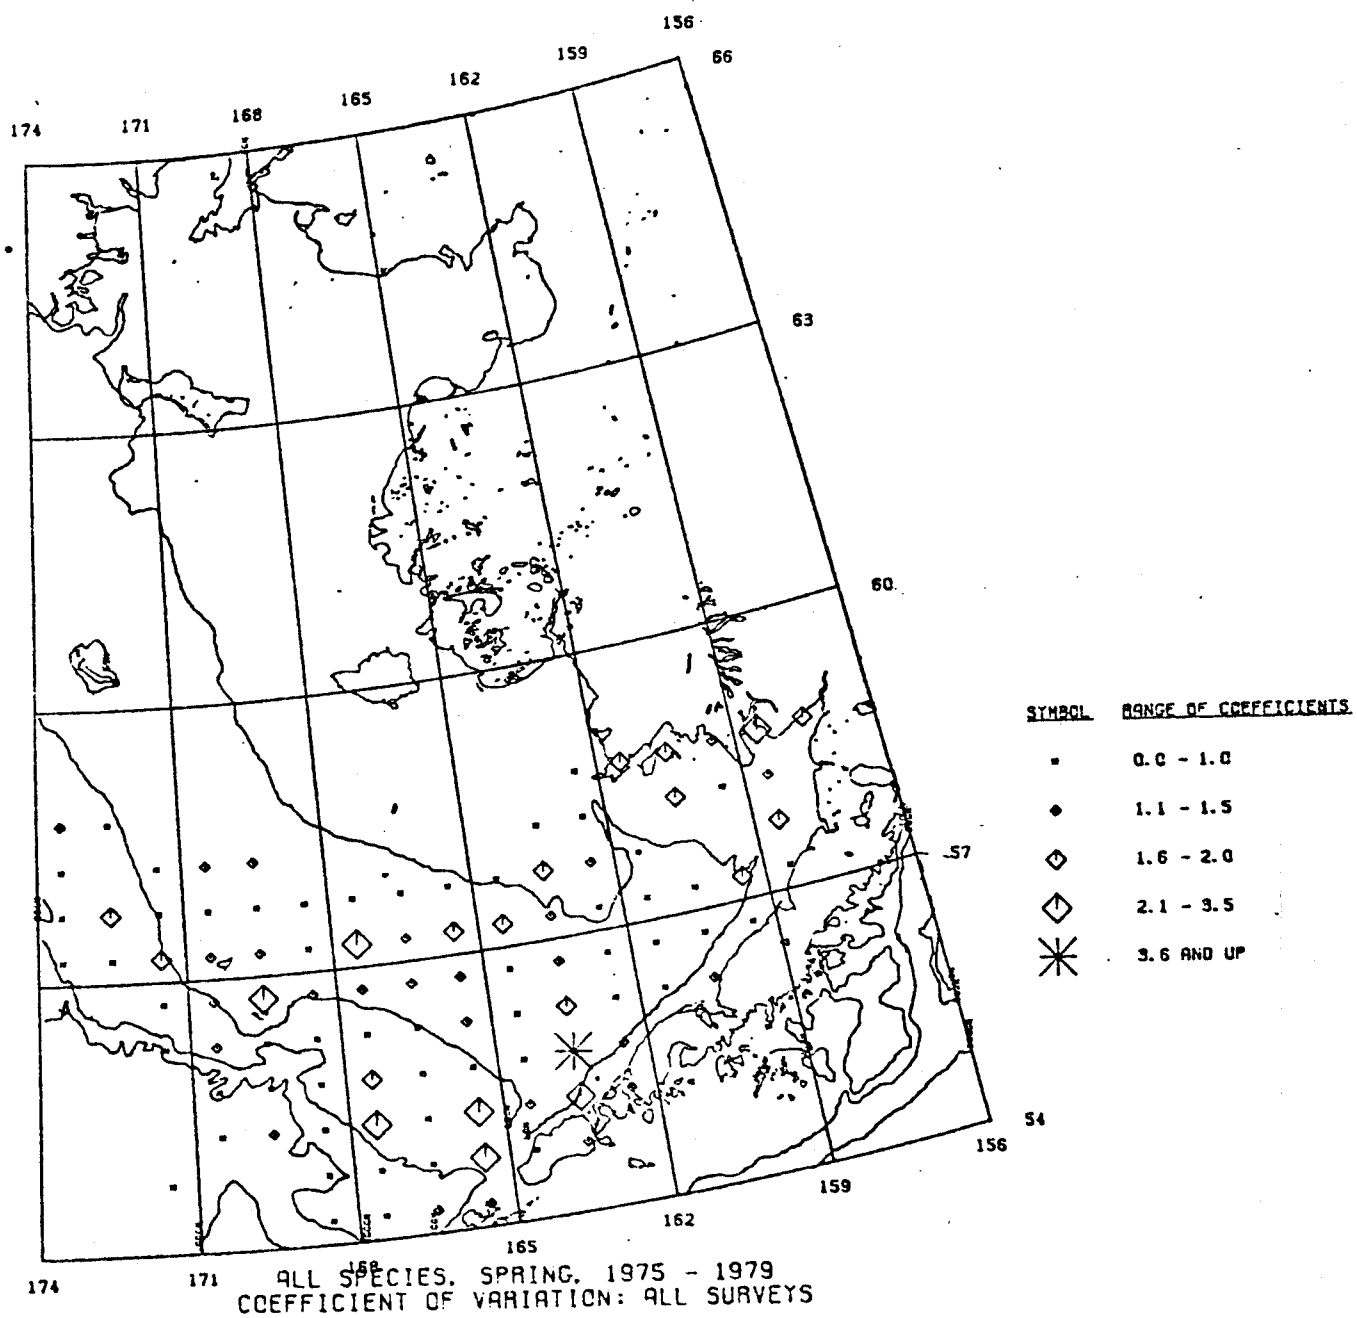 156
159
66
162
165
168
171
174
63
60
SYMBOL RANGE OF COEFFICIENTS
0.0 - 1.0
1.1 - 1.5
57
1.6 - 2.0
2.1 - 3.5
3.6 AND UP
54
156
159
162
165
168
171
174
ALL SPECIES. SPRING. 1975 - 1979
COEFFICIENT OF VARIATION: ALL SURVEYS